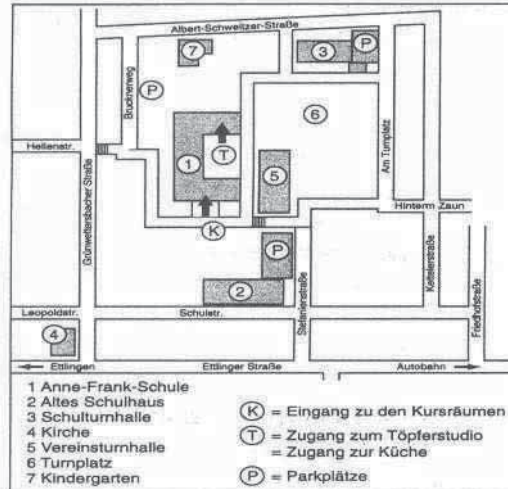 Albert-Schweitzer-Straße
7
3
P
P
Brucknerweg
6
Am Turnplatz
Hellenstr.
1
T
5
Grünwettersbacher Straße
Hinterm Zaun
K
P
Stefanienstraße
Kettelerstraße
Friedhofstraße
2
Leopoldstr.
Schulstr.
4
Ettlingen
Ettlinger Straße
Autobahn
1 Anne-Frank-Schule
2 Altes Schulhaus
3 Schulturnhalle
4 Kirche
5 Vereinsturnhalle
6 Turnplatz
7 Kindergarten
K = Eingang zu den Kursräumen
T = Zugang zum Töpferstudio
= Zugang zur Küche
P = Parkplätze